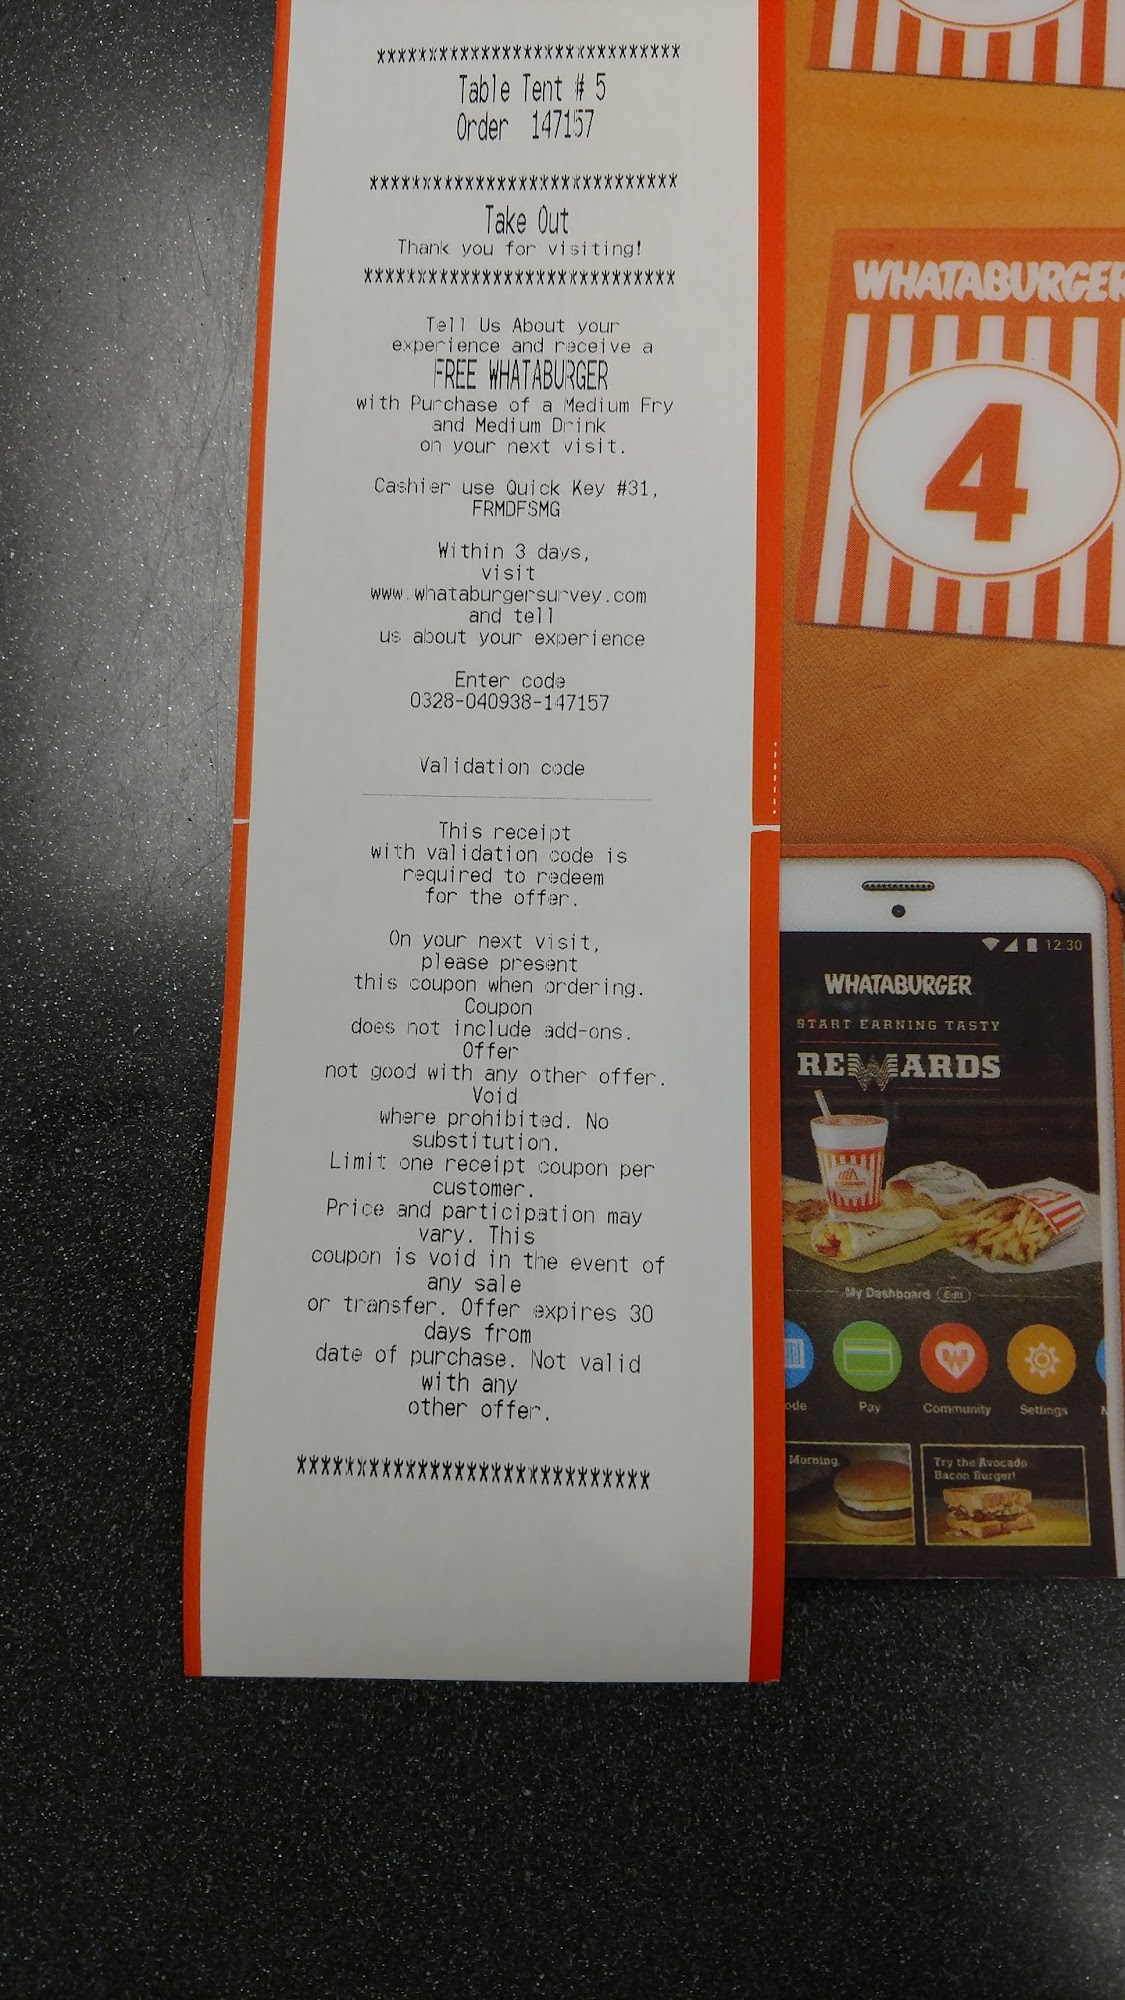 ****************************
Table Tent # 5
Order 147157
****************************
Take Out
Thank you for visiting!
****************************
Tell Us About your
experience and receive a
FREE WHATABURGER
with Purchase of a Medium Fry
and Medium Drink
on your next visit.
Cashier use Quick Key #31,
FRMDFSMG
Within 3 days,
visit
www.whataburgersurvey.com
and tell
us about your experience
Enter code
0328-040938-147157
Validation code
This receipt
with validation code is
required to redeem
for the offer.
On your next visit,
please present
this coupon when ordering.
Coupon
does not include add-ons.
Offer
not good with any other offer.
Void
where prohibited. No
substitution.
Limit one receipt coupon per
customer.
Price and participation may
vary. This
coupon is void in the event of
any sale
or transfer. Offer expires 30
days from
date of purchase. Not valid
with any
other offer.
****************************
WHATABURGER
4
12:30
WHATABURGER
START EARNING TASTY
REWARDS
My Dashboard Edit
ode Pay Community Settings
Morning
Try the Avocado
Bacon Burger!